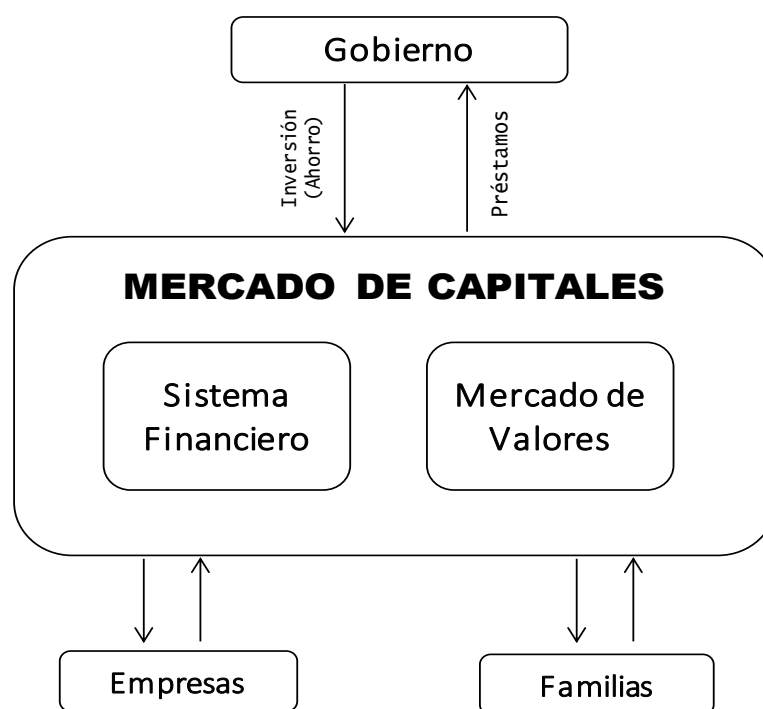 Gobierno
Inversión
(Ahorro)
Préstamos
MERCADO DE CAPITALES
Sistema
Financiero
Mercado de
Valores
Empresas
Familias